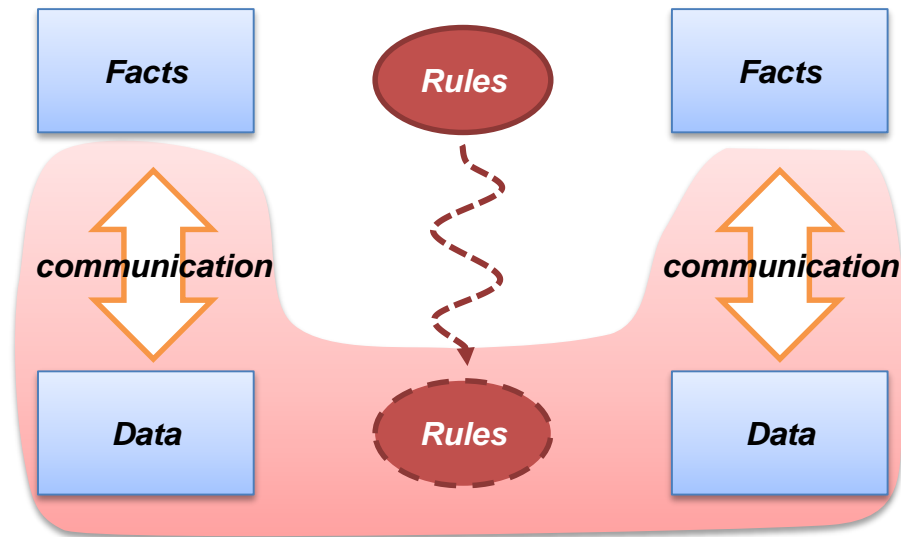 Facts
Rules
Facts
communication
communication
Data
Rules
Data